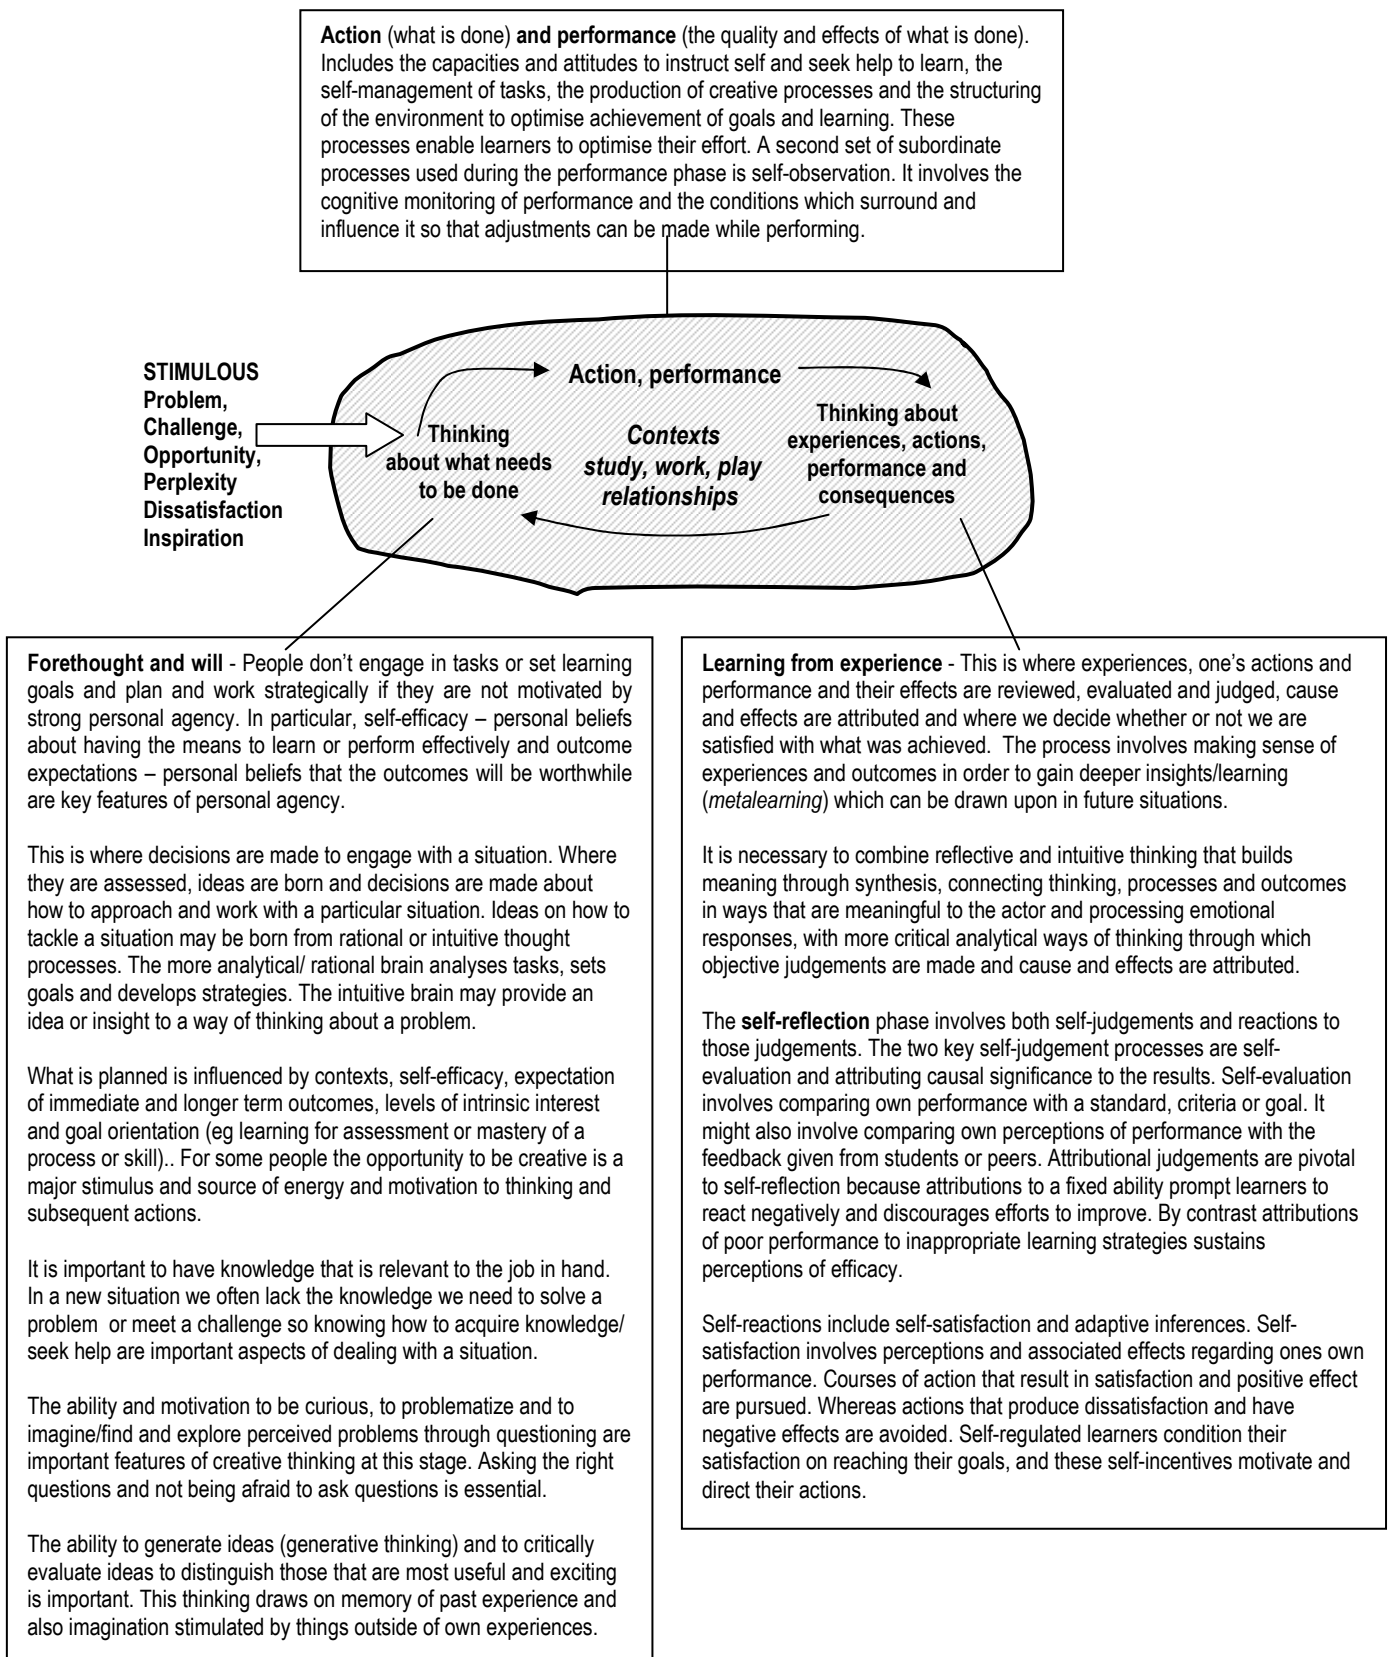 Action (what is done) and performance (the quality and effects of what is done).
Includes the capacities and attitudes to instruct self and seek help to learn, the
self-management of tasks, the production of creative processes and the structuring
of the environment to optimise achievement of goals and learning. These
processes enable learners to optimise their effort. A second set of subordinate
processes used during the performance phase is self-observation. It involves the
cognitive monitoring of performance and the conditions which surround and
influence it so that adjustments can be made while performing.
STIMULOUS
Problem,
Challenge,
Opportunity,
Perplexity
Dissatisfaction
Inspiration
Thinking
about what needs
to be done
Action, performance
Contexts
study, work, play
relationships
Thinking about
experiences, actions,
performance and
consequences
Forethought and will - People don't engage in tasks or set learning
goals and plan and work strategically if they are not motivated by
strong personal agency. In particular, self-efficacy – personal beliefs
about having the means to learn or perform effectively and outcome
expectations – personal beliefs that the outcomes will be worthwhile
are key features of personal agency.
This is where decisions are made to engage with a situation. Where
they are assessed, ideas are born and decisions are made about
how to approach and work with a particular situation. Ideas on how to
tackle a situation may be born from rational or intuitive thought
processes. The more analytical/ rational brain analyses tasks, sets
goals and develops strategies. The intuitive brain may provide an
idea or insight to a way of thinking about a problem.
What is planned is influenced by contexts, self-efficacy, expectation
of immediate and longer term outcomes, levels of intrinsic interest
and goal orientation (eg learning for assessment or mastery of a
process or skill).. For some people the opportunity to be creative is a
major stimulus and source of energy and motivation to thinking and
subsequent actions.
It is important to have knowledge that is relevant to the job in hand.
In a new situation we often lack the knowledge we need to solve a
problem or meet a challenge so knowing how to acquire knowledge/
seek help are important aspects of dealing with a situation.
The ability and motivation to be curious, to problematize and to
imagine/find and explore perceived problems through questioning are
important features of creative thinking at this stage. Asking the right
questions and not being afraid to ask questions is essential.
The ability to generate ideas (generative thinking) and to critically
evaluate ideas to distinguish those that are most useful and exciting
is important. This thinking draws on memory of past experience and
also imagination stimulated by things outside of own experiences.
Learning from experience - This is where experiences, one's actions and
performance and their effects are reviewed, evaluated and judged, cause
and effects are attributed and where we decide whether or not we are
satisfied with what was achieved. The process involves making sense of
experiences and outcomes in order to gain deeper insights/learning
(metalearning) which can be drawn upon in future situations.
It is necessary to combine reflective and intuitive thinking that builds
meaning through synthesis, connecting thinking, processes and outcomes
in ways that are meaningful to the actor and processing emotional
responses, with more critical analytical ways of thinking through which
objective judgements are made and cause and effects are attributed.
The self-reflection phase involves both self-judgements and reactions to
those judgements. The two key self-judgement processes are self-
evaluation and attributing causal significance to the results. Self-evaluation
involves comparing own performance with a standard, criteria or goal. It
might also involve comparing own perceptions of performance with the
feedback given from students or peers. Attributional judgements are pivotal
to self-reflection because attributions to a fixed ability prompt learners to
react negatively and discourages efforts to improve. By contrast attributions
of poor performance to inappropriate learning strategies sustains
perceptions of efficacy.
Self-reactions include self-satisfaction and adaptive inferences. Self-
satisfaction involves perceptions and associated effects regarding ones own
performance. Courses of action that result in satisfaction and positive effect
are pursued. Whereas actions that produce dissatisfaction and have
negative effects are avoided. Self-regulated learners condition their
satisfaction on reaching their goals, and these self-incentives motivate and
direct their actions.